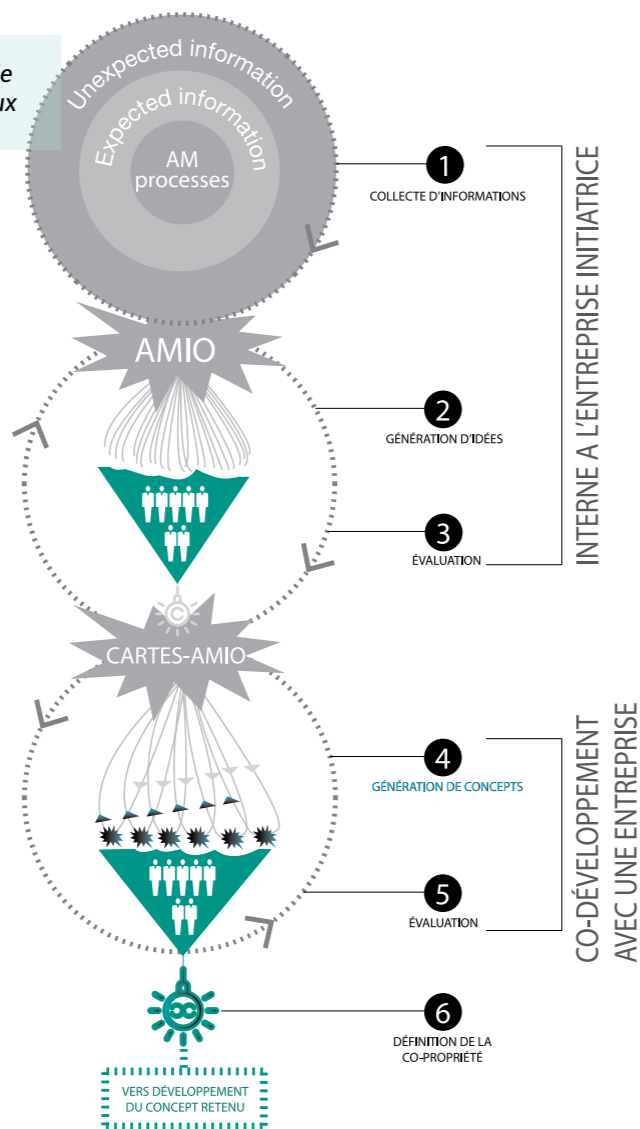 le
ux
Unexpected information
Expected information
AM
processes
1
COLLECTE D'INFORMATIONS
AMIO
2
GÉNÉRATION D'IDÉES
3
ÉVALUATION
INTERNE A L'ENTREPRISE INITIATRICE
C
CARTES-AMIO
4
GÉNÉRATION DE CONCEPTS
5
ÉVALUATION
CO-DÉVELOPPEMENT
AVEC UNE ENTREPRISE
CC
6
DÉFINITION DE LA
CO-PROPRIÉTÉ
VERS DÉVELOPPEMENT
DU CONCEPT RETENU